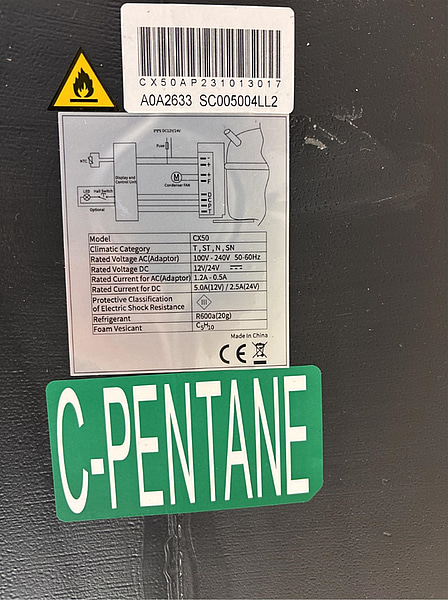 CX50AP231013017
A0A2633 SC005004LL2
PPS DC12V/24V
Fuse
NTC
Display and
Control Unit
M
Condenser FAN
LED Hall Switch
Optional
Model CX50
Climatic Category T , ST , N , SN
Rated Voltage AC(Adaptor) 100V - 240V 50-60Hz
Rated Voltage DC 12V/24V
Rated Current for AC(Adaptor) 1.2A - 0.5A
Rated Current for DC 5.0A(12V) / 2.5A(24V)
Protective Classification
of Electric Shock Resistance III
Refrigerant R600a(20g)
Foam Vesicant C5H10
Made In China
CE
C-PENTANE